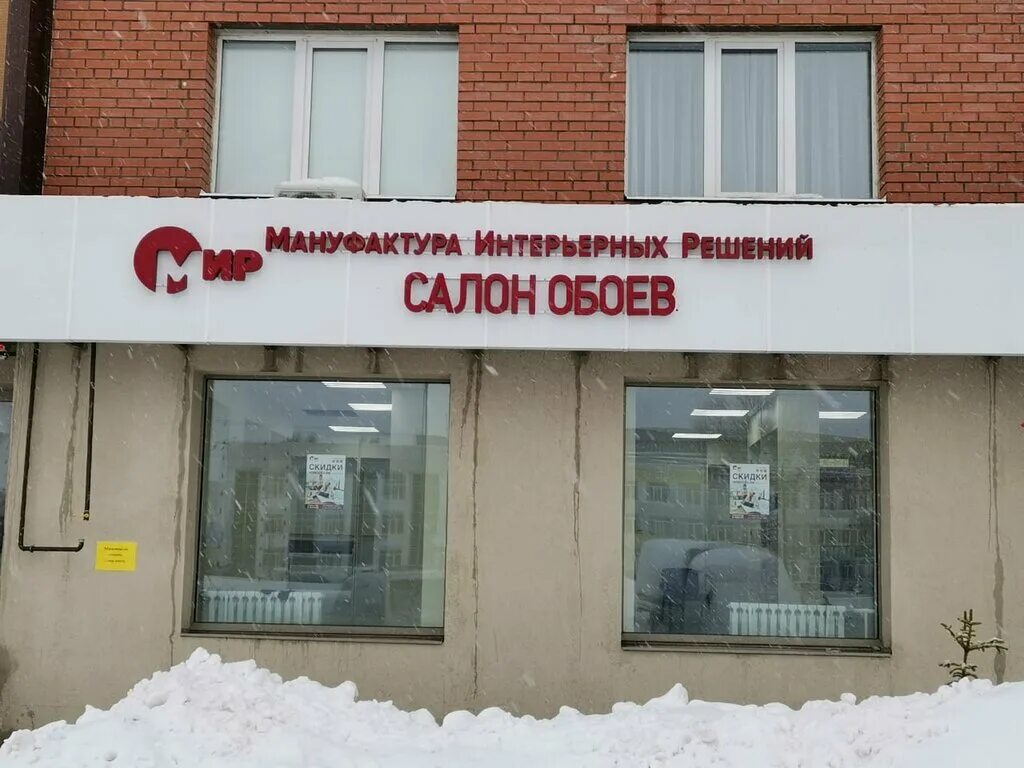 Мир
Мануфактура Интерьерных Решений
САЛОН ОБОЕВ
СКИДКИ
СКИДКИ